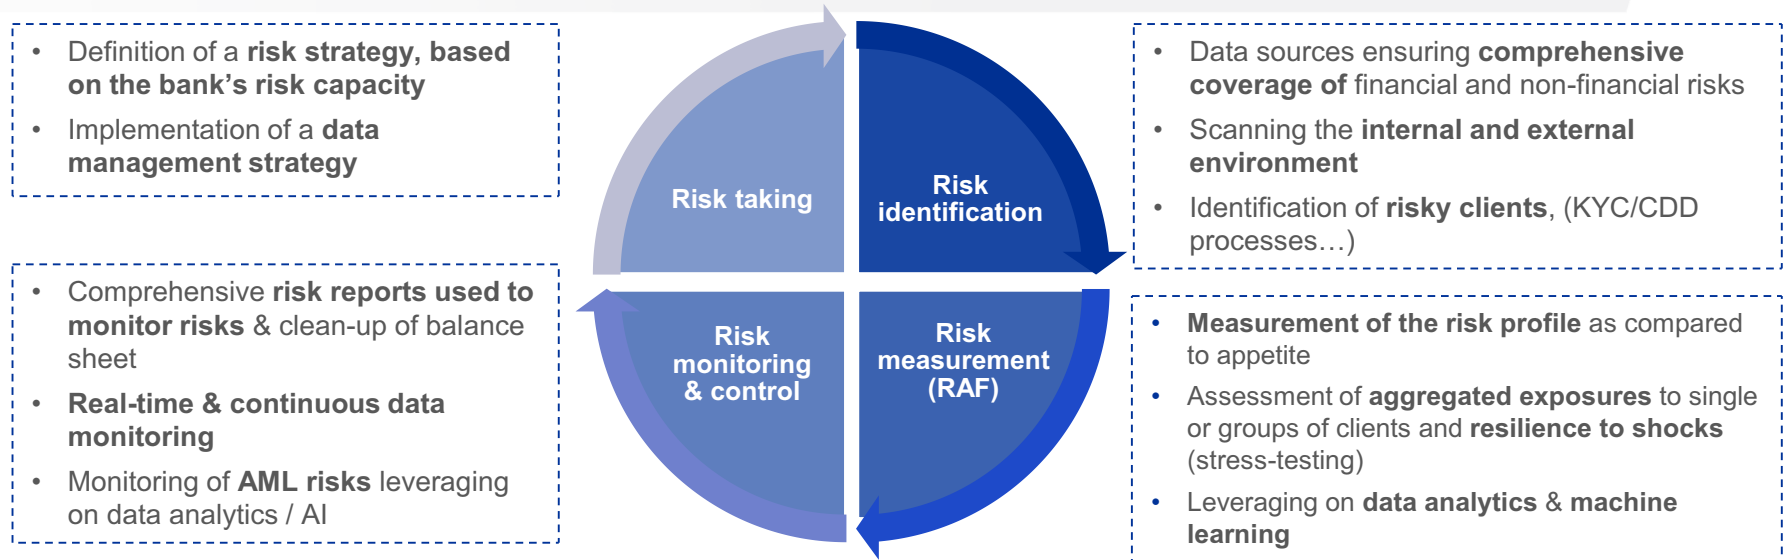 • Definition of a risk strategy, based
on the bank's risk capacity
• Implementation of a data
management strategy
Risk taking
Risk
identification
• Data sources ensuring comprehensive
coverage of financial and non-financial risks
• Scanning the internal and external
environment
• Identification of risky clients, (KYC/CDD
processes…)
• Comprehensive risk reports used to
monitor risks & clean-up of balance
sheet
• Real-time & continuous data
monitoring
• Monitoring of AML risks leveraging
on data analytics / AI
Risk
monitoring
& control
Risk
measurement
(RAF)
• Measurement of the risk profile as compared
to appetite
• Assessment of aggregated exposures to single
or groups of clients and resilience to shocks
(stress-testing)
• Leveraging on data analytics & machine
learning